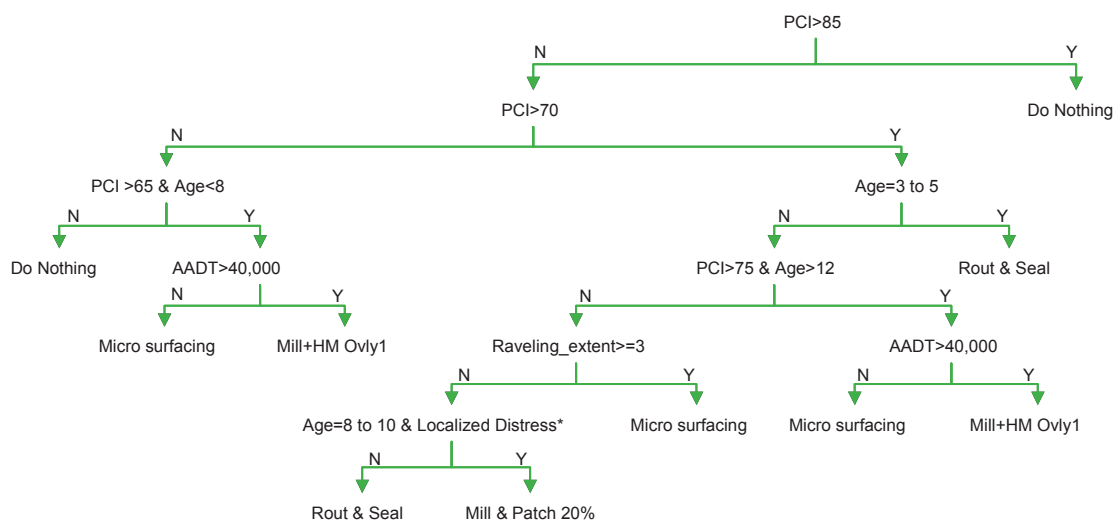 PCI>85
N
Y
PCI>70
Do Nothing
N
Y
PCI >65 & Age<8
Age=3 to 5
N
Y
N
Y
Do Nothing
AADT>40,000
PCI>75 & Age>12
Rout & Seal
N
Y
N
Y
Micro surfacing
Mill+HM Ovly1
Raveling_extent>=3
AADT>40,000
N
Y
N
Y
Age=8 to 10 & Localized Distress*
Micro surfacing
Micro surfacing
Mill+HM Ovly1
N
Y
Rout & Seal
Mill & Patch 20%